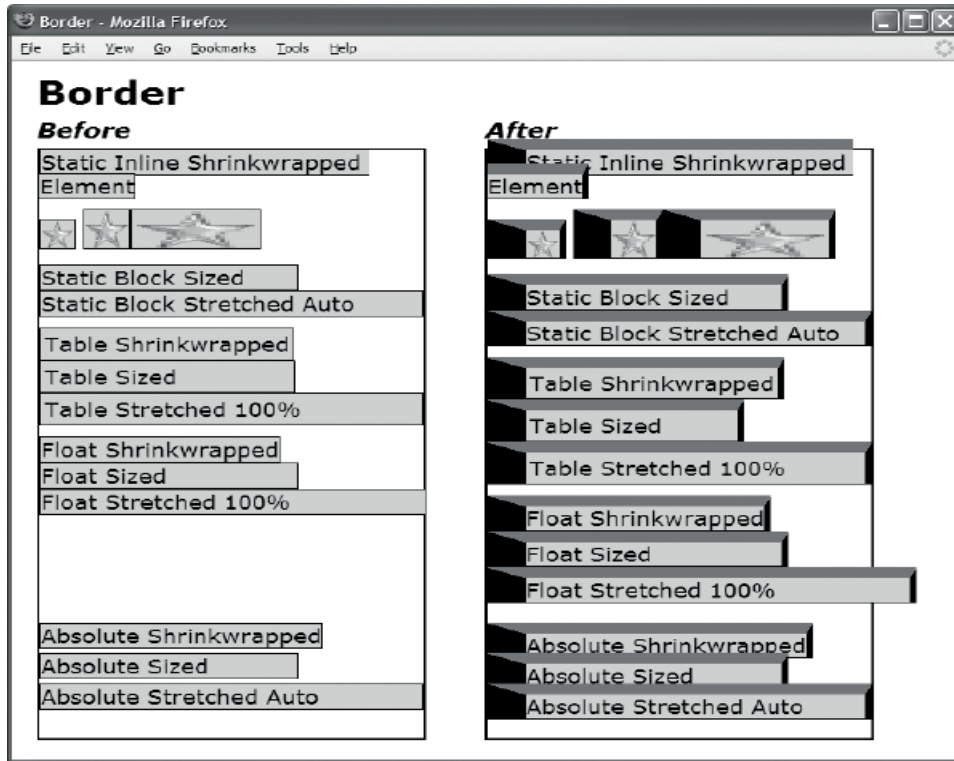 Border - Mozilla Firefox
File Edit View Go Bookmarks Tools Help
Border
Before
Static Inline Shrinkwrapped
Element
Static Block Sized
Static Block Stretched Auto
Table Shrinkwrapped
Table Sized
Table Stretched 100%
Float Shrinkwrapped
Float Sized
Float Stretched 100%
Absolute Shrinkwrapped
Absolute Sized
Absolute Stretched Auto
After
Static Inline Shrinkwrapped
Element
Static Block Sized
Static Block Stretched Auto
Table Shrinkwrapped
Table Sized
Table Stretched 100%
Float Shrinkwrapped
Float Sized
Float Stretched 100%
Absolute Shrinkwrapped
Absolute Sized
Absolute Stretched Auto